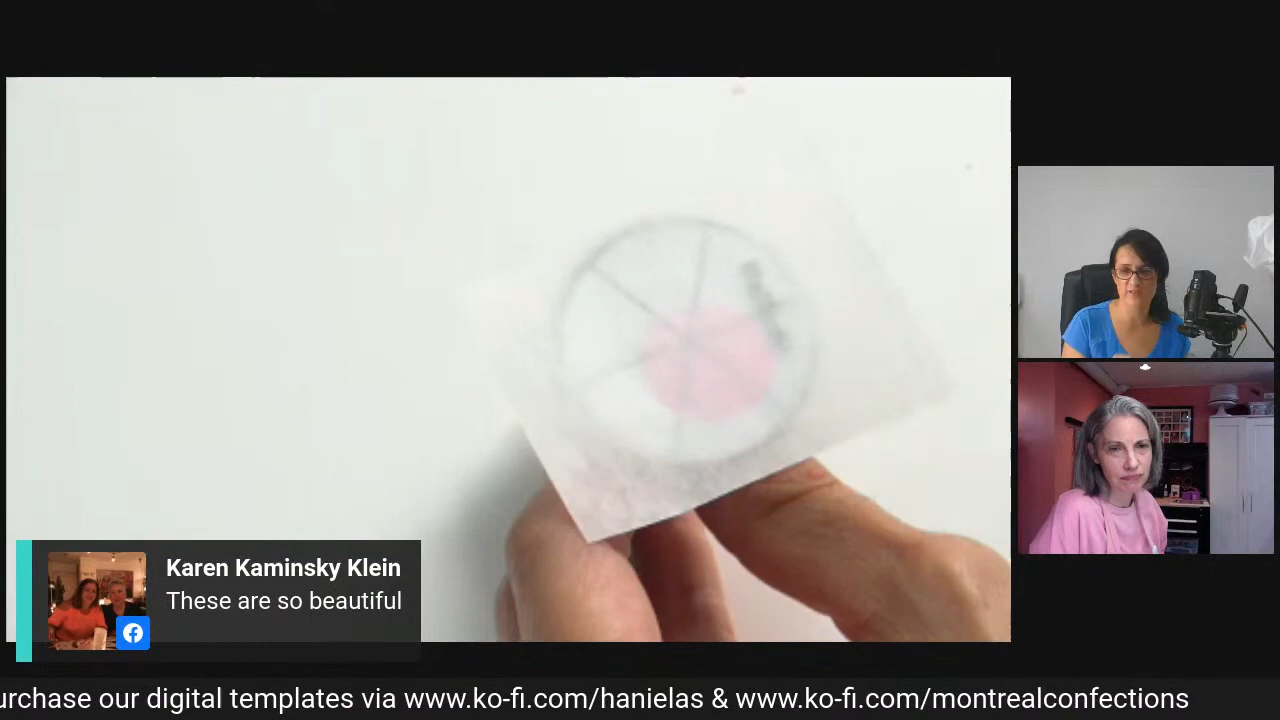 Karen Kaminsky Klein
These are so beautiful
urchase our digital templates via www.ko-fi.com/hanielas & www.ko-fi.com/montrealconfections